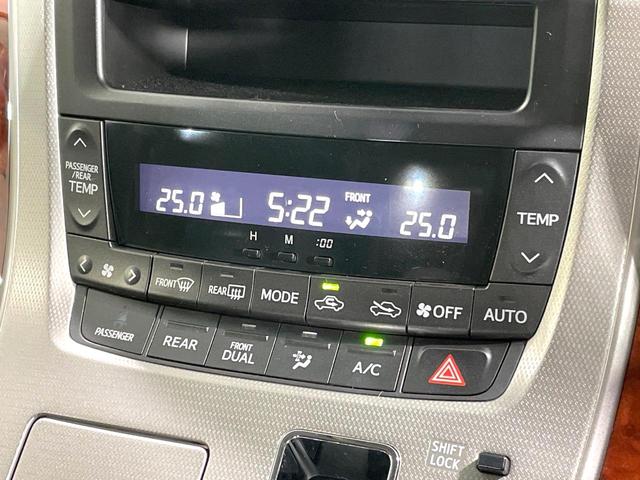 PASSENGER
/REAR
TEMP
25.0 5:22 FRONT 25.0
TEMP
H M :00
FRONT REAR MODE OFF AUTO
PASSENGER REAR FRONT DUAL A/C
SHIFT
LOCK